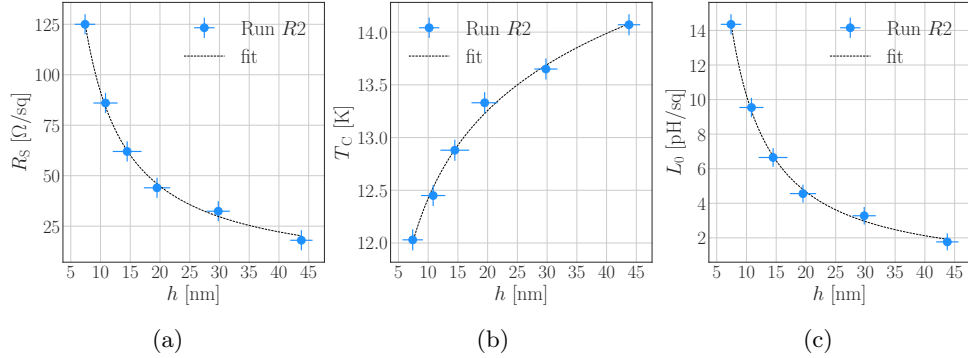 125
100
75
50
25
R_S [Ω/sq]
5 10 15 20 25 30 35 40 45
h [nm]
Run R2
fit
(a)
14.0
13.5
13.0
12.5
12.0
T_C [K]
5 10 15 20 25 30 35 40 45
h [nm]
Run R2
fit
(b)
14
12
10
8
6
4
2
L_0 [pH/sq]
5 10 15 20 25 30 35 40 45
h [nm]
Run R2
fit
(c)